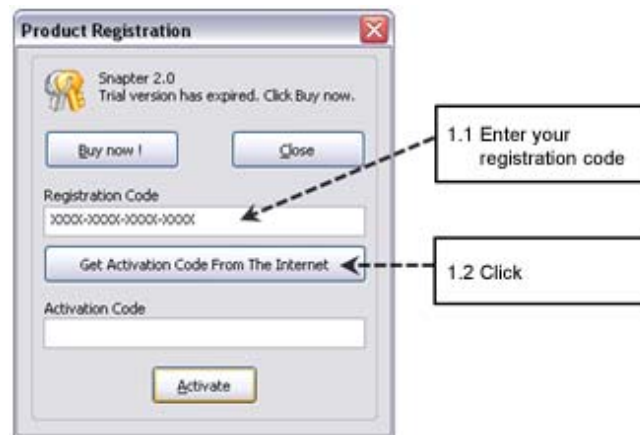 Product Registration
Snapter 2.0
Trial version has expired. Click Buy now.
Buy now !
Close
Registration Code
XXXX-XXXX-XXXX-XXXX
Get Activation Code From The Internet
Activation Code
Activate
1.1 Enter your
registration code
1.2 Click